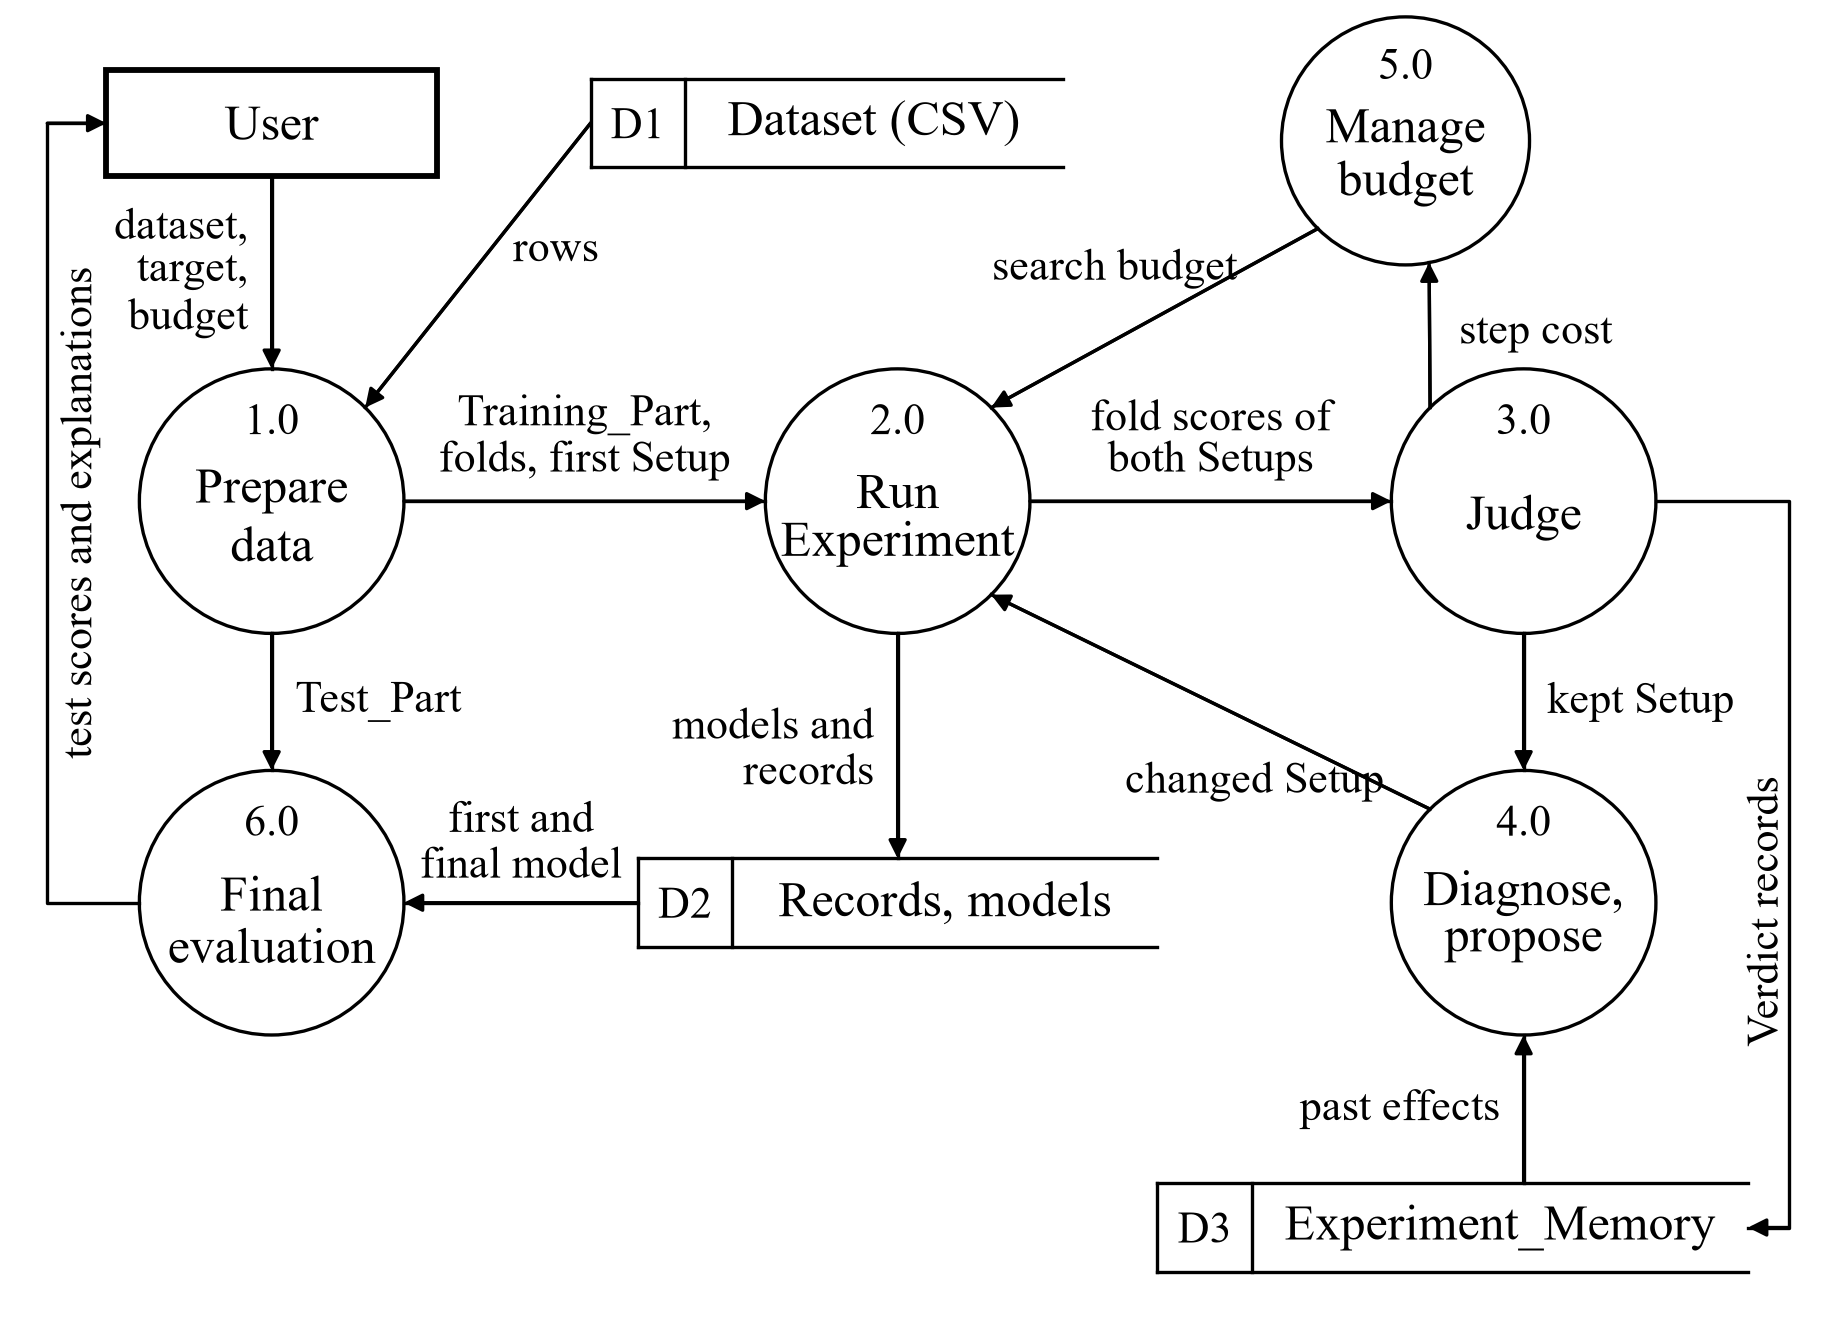 User
D1
Dataset (CSV)
5.0
Manage
budget
dataset,
target,
budget
rows
search budget
step cost
test scores and explanations
1.0
Prepare
data
Training_Part,
folds, first Setup
2.0
Run
Experiment
fold scores of
both Setups
3.0
Judge
Test_Part
models and
records
changed Setup
kept Setup
6.0
Final
evaluation
first and
final model
D2
Records, models
4.0
Diagnose,
propose
Verdict records
past effects
D3
Experiment_Memory